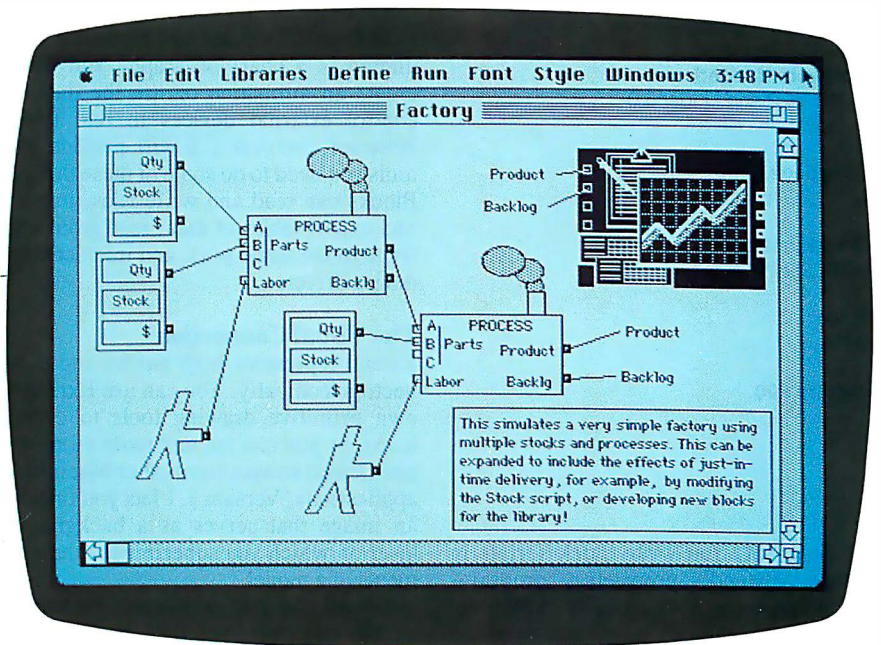 File Edit Libraries Define Run Font Style Windows 3:48 PM
Factory
Qty
Stock
$
Qty
Stock
$
A PROCESS
B Parts Product
C
Labor Backlg
Product
Backlog
Qty
Stock
$
A PROCESS
B Parts Product
C
Labor Backlg
Product
Backlog
This simulates a very simple factory using
multiple stocks and processes. This can be
expanded to include the effects of just-in-
time delivery, for example, by modifying
the Stock script, or developing new blocks
for the library!